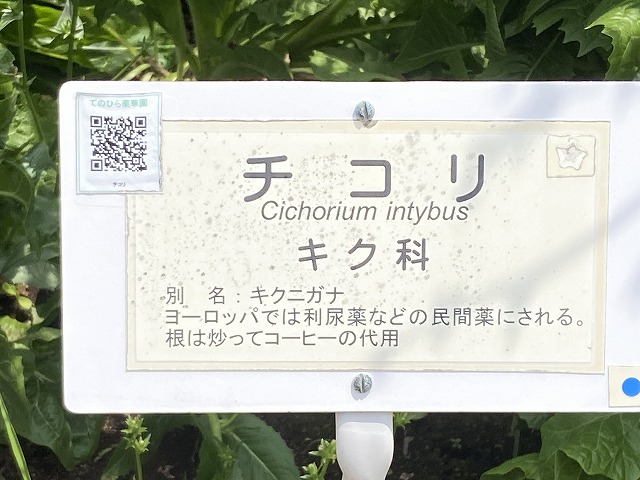 てのひら薬草園
チコリ
チコリ
Cichorium intybus
キク科
別　名：キクニガナ
ヨーロッパでは利尿薬などの民間薬にされる。
根は炒ってコーヒーの代用